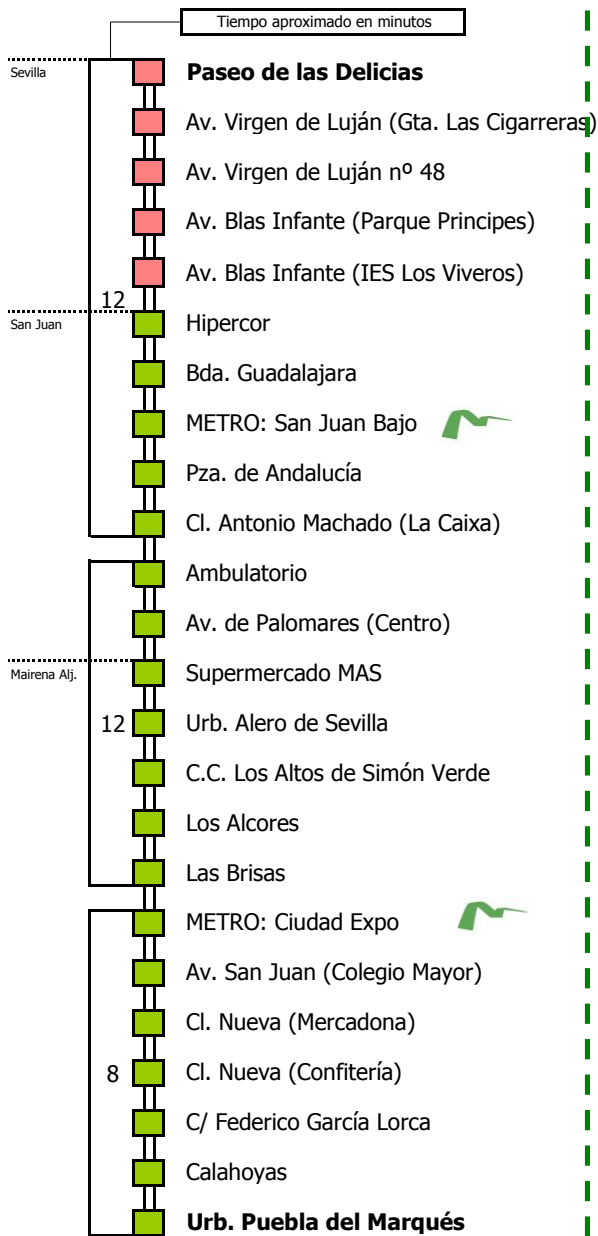 Tiempo aproximado en minutos
Sevilla
Paseo de las Delicias
Av. Virgen de Luján (Gta. Las Cigarreras)
Av. Virgen de Luján nº 48
Av. Blas Infante (Parque Principes)
Av. Blas Infante (IES Los Viveros)
12
San Juan
Hipercor
Bda. Guadalajara
METRO: San Juan Bajo
Pza. de Andalucía
Cl. Antonio Machado (La Caixa)
Ambulatorio
Av. de Palomares (Centro)
Mairena Alj.
Supermercado MAS
12
Urb. Alero de Sevilla
C.C. Los Altos de Simón Verde
Los Alcores
Las Brisas
METRO: Ciudad Expo
Av. San Juan (Colegio Mayor)
Cl. Nueva (Mercadona)
8
Cl. Nueva (Confitería)
C/ Federico García Lorca
Calahoyas
Urb. Puebla del Marqués